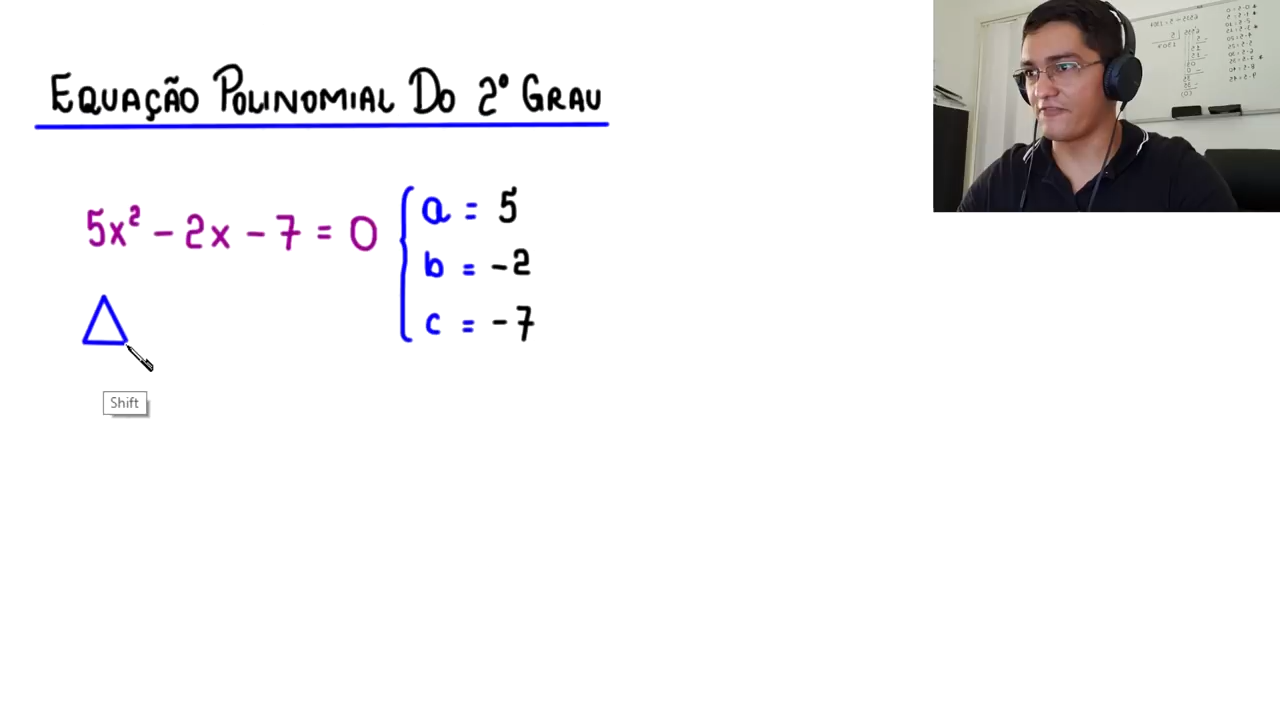 EQUAÇÃO POLINOMIAL DO 2º GRAU
5x² - 2x - 7 = 0
a = 5
b = -2
c = -7
Δ
Shift